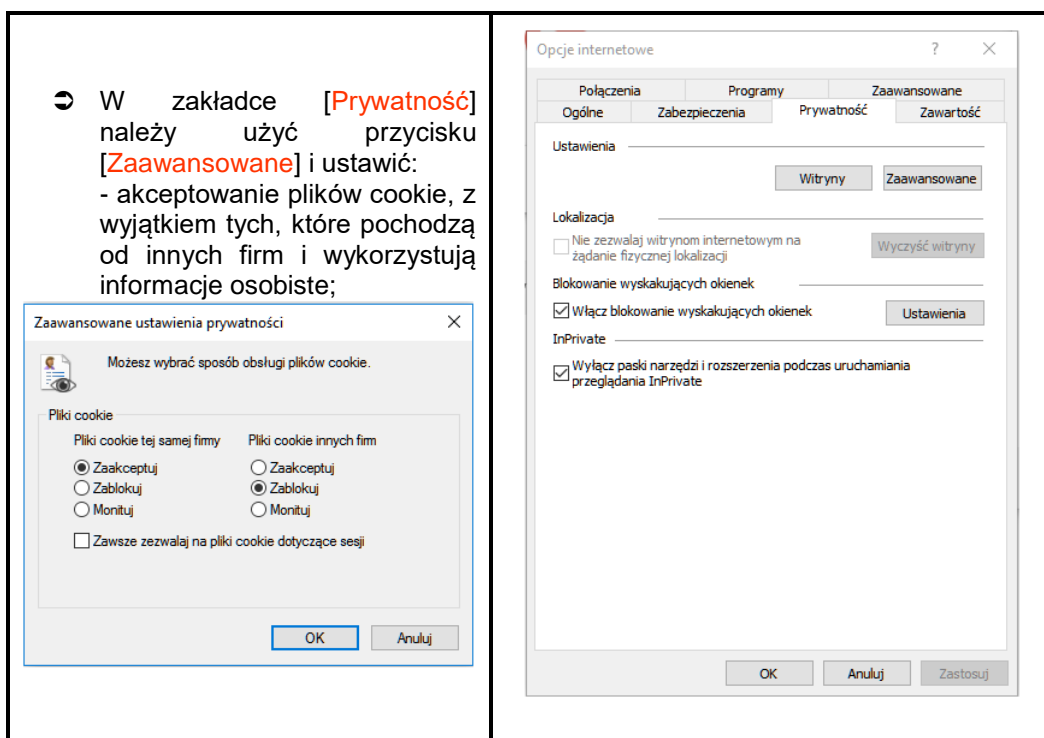 ➲ W zakładce [Prywatność]
należy użyć przycisku
[Zaawansowane] i ustawić:
- akceptowanie plików cookie, z
wyjątkiem tych, które pochodzą
od innych firm i wykorzystują
informacje osobiste;
Zaawansowane ustawienia prywatności
Możesz wybrać sposób obsługi plików cookie.
Pliki cookie
Pliki cookie tej samej firmy Pliki cookie innych firm
Zaakceptuj Zaakceptuj
Zablokuj Zablokuj
Monituj Monituj
Zawsze zezwalaj na pliki cookie dotyczące sesji
OK Anuluj
Opcje internetowe ?
Połączenia Programy Zaawansowane
Ogólne Zabezpieczenia Prywatność Zawartość
Ustawienia
Witryny Zaawansowane
Lokalizacja
Nie zezwalaj witrynom internetowym na
żądanie fizycznej lokalizacji
Wyczyść witryny
Blokowanie wyskakujących okienek
Włącz blokowanie wyskakujących okienek Ustawienia
InPrivate
Wyłącz paski narzędzi i rozszerzenia podczas uruchamiania
przeglądania InPrivate
OK Anuluj Zastosuj